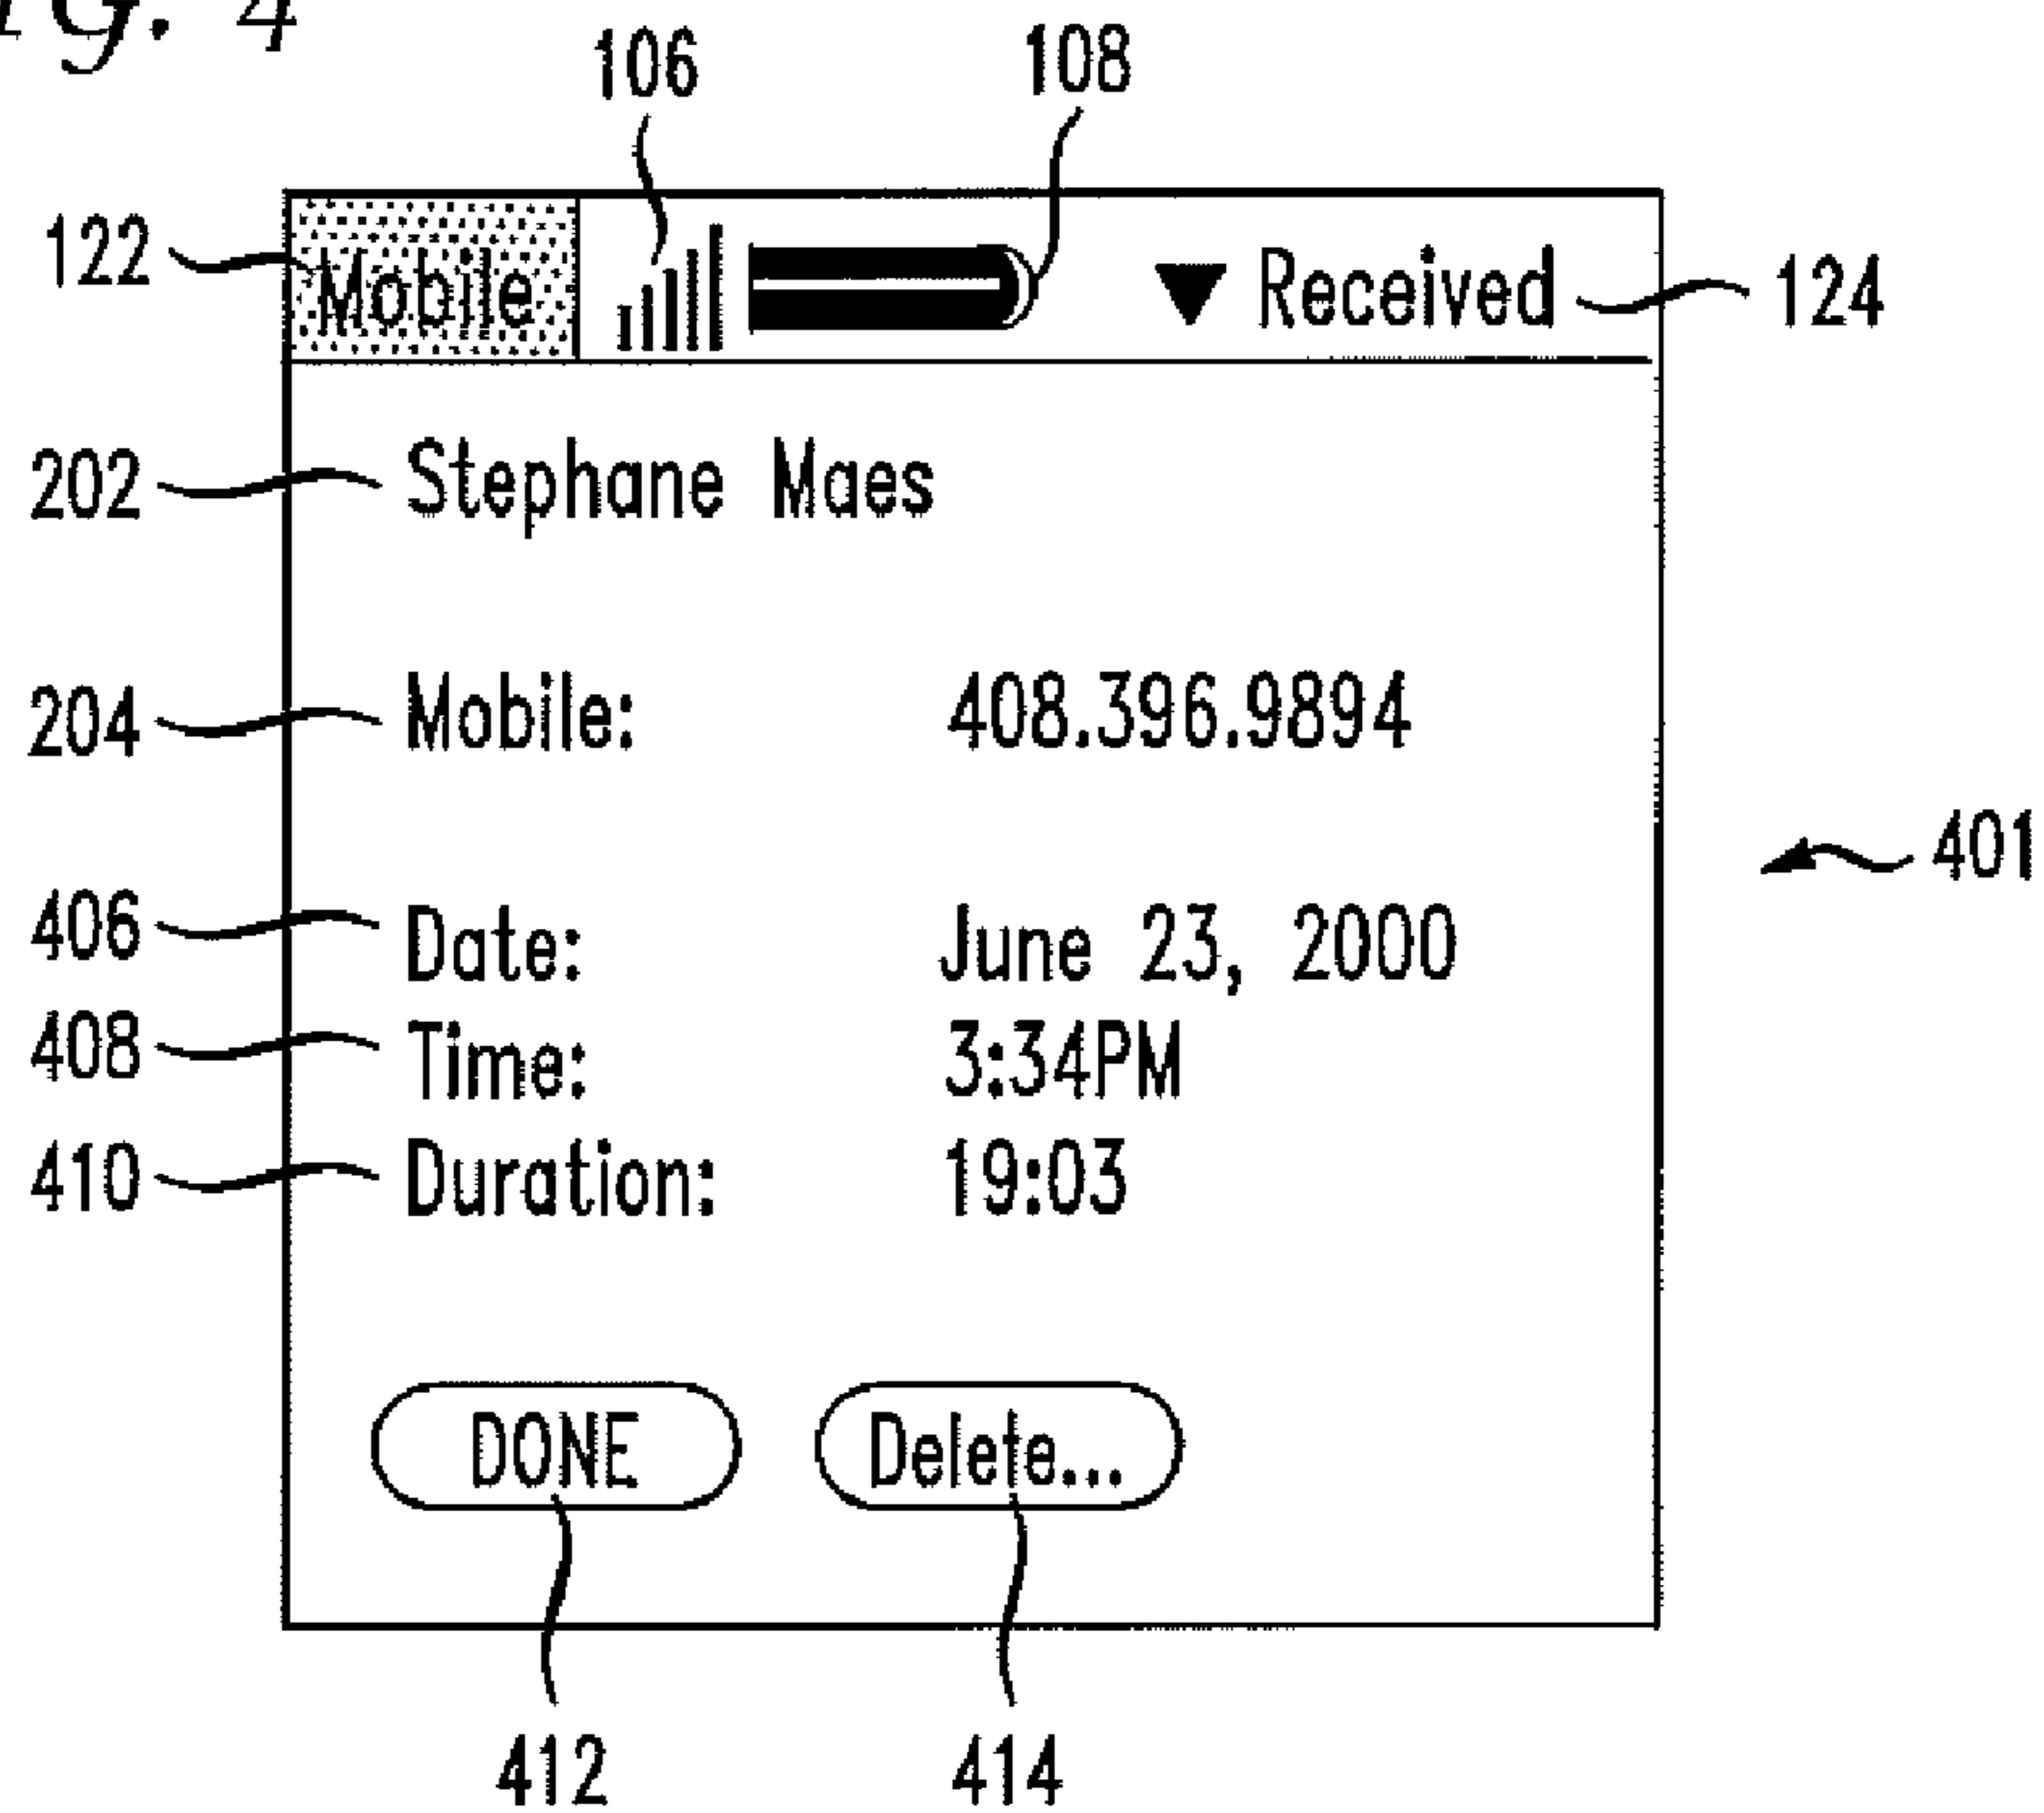 FIG. 4
106 108
122 Mobile Received 124
202 Stephane Maes
204 Mobile: 408.396.9894
401
406 Date: June 23, 2000
408 Time: 3:34PM
410 Duration: 19:03
DONE Delete...
412 414